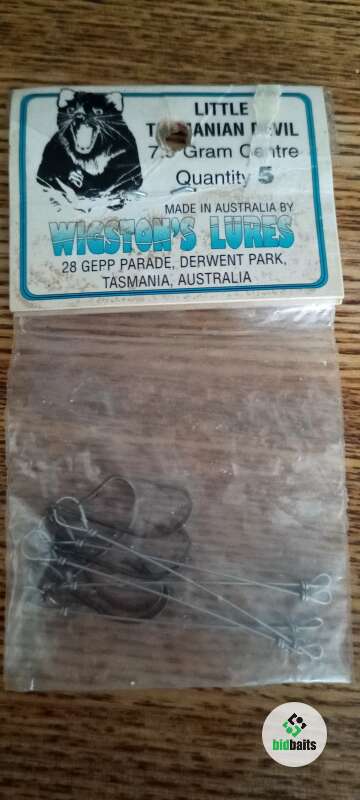 LITTLE
DEVIL
Gram Centre
Quantity 5
MADE IN AUSTRALIA BY
WIGSTON'S LURES
28 GEPP PARADE, DERWENT PARK,
TASMANIA, AUSTRALIA
bidbaits